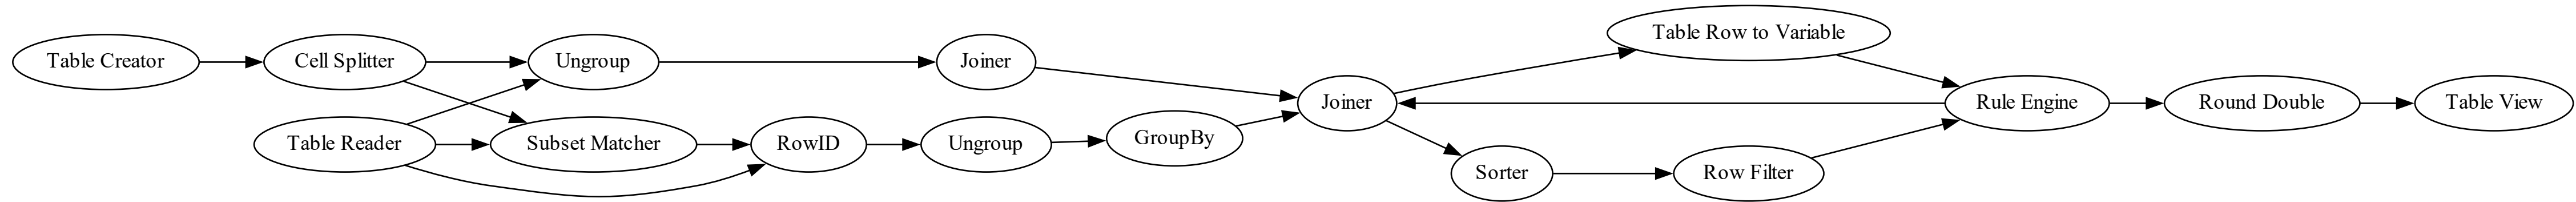 Table Creator
Cell Splitter
Ungroup
Joiner
Table Reader
Subset Matcher
RowID
Ungroup
GroupBy
Joiner
Table Row to Variable
Sorter
Row Filter
Rule Engine
Round Double
Table View